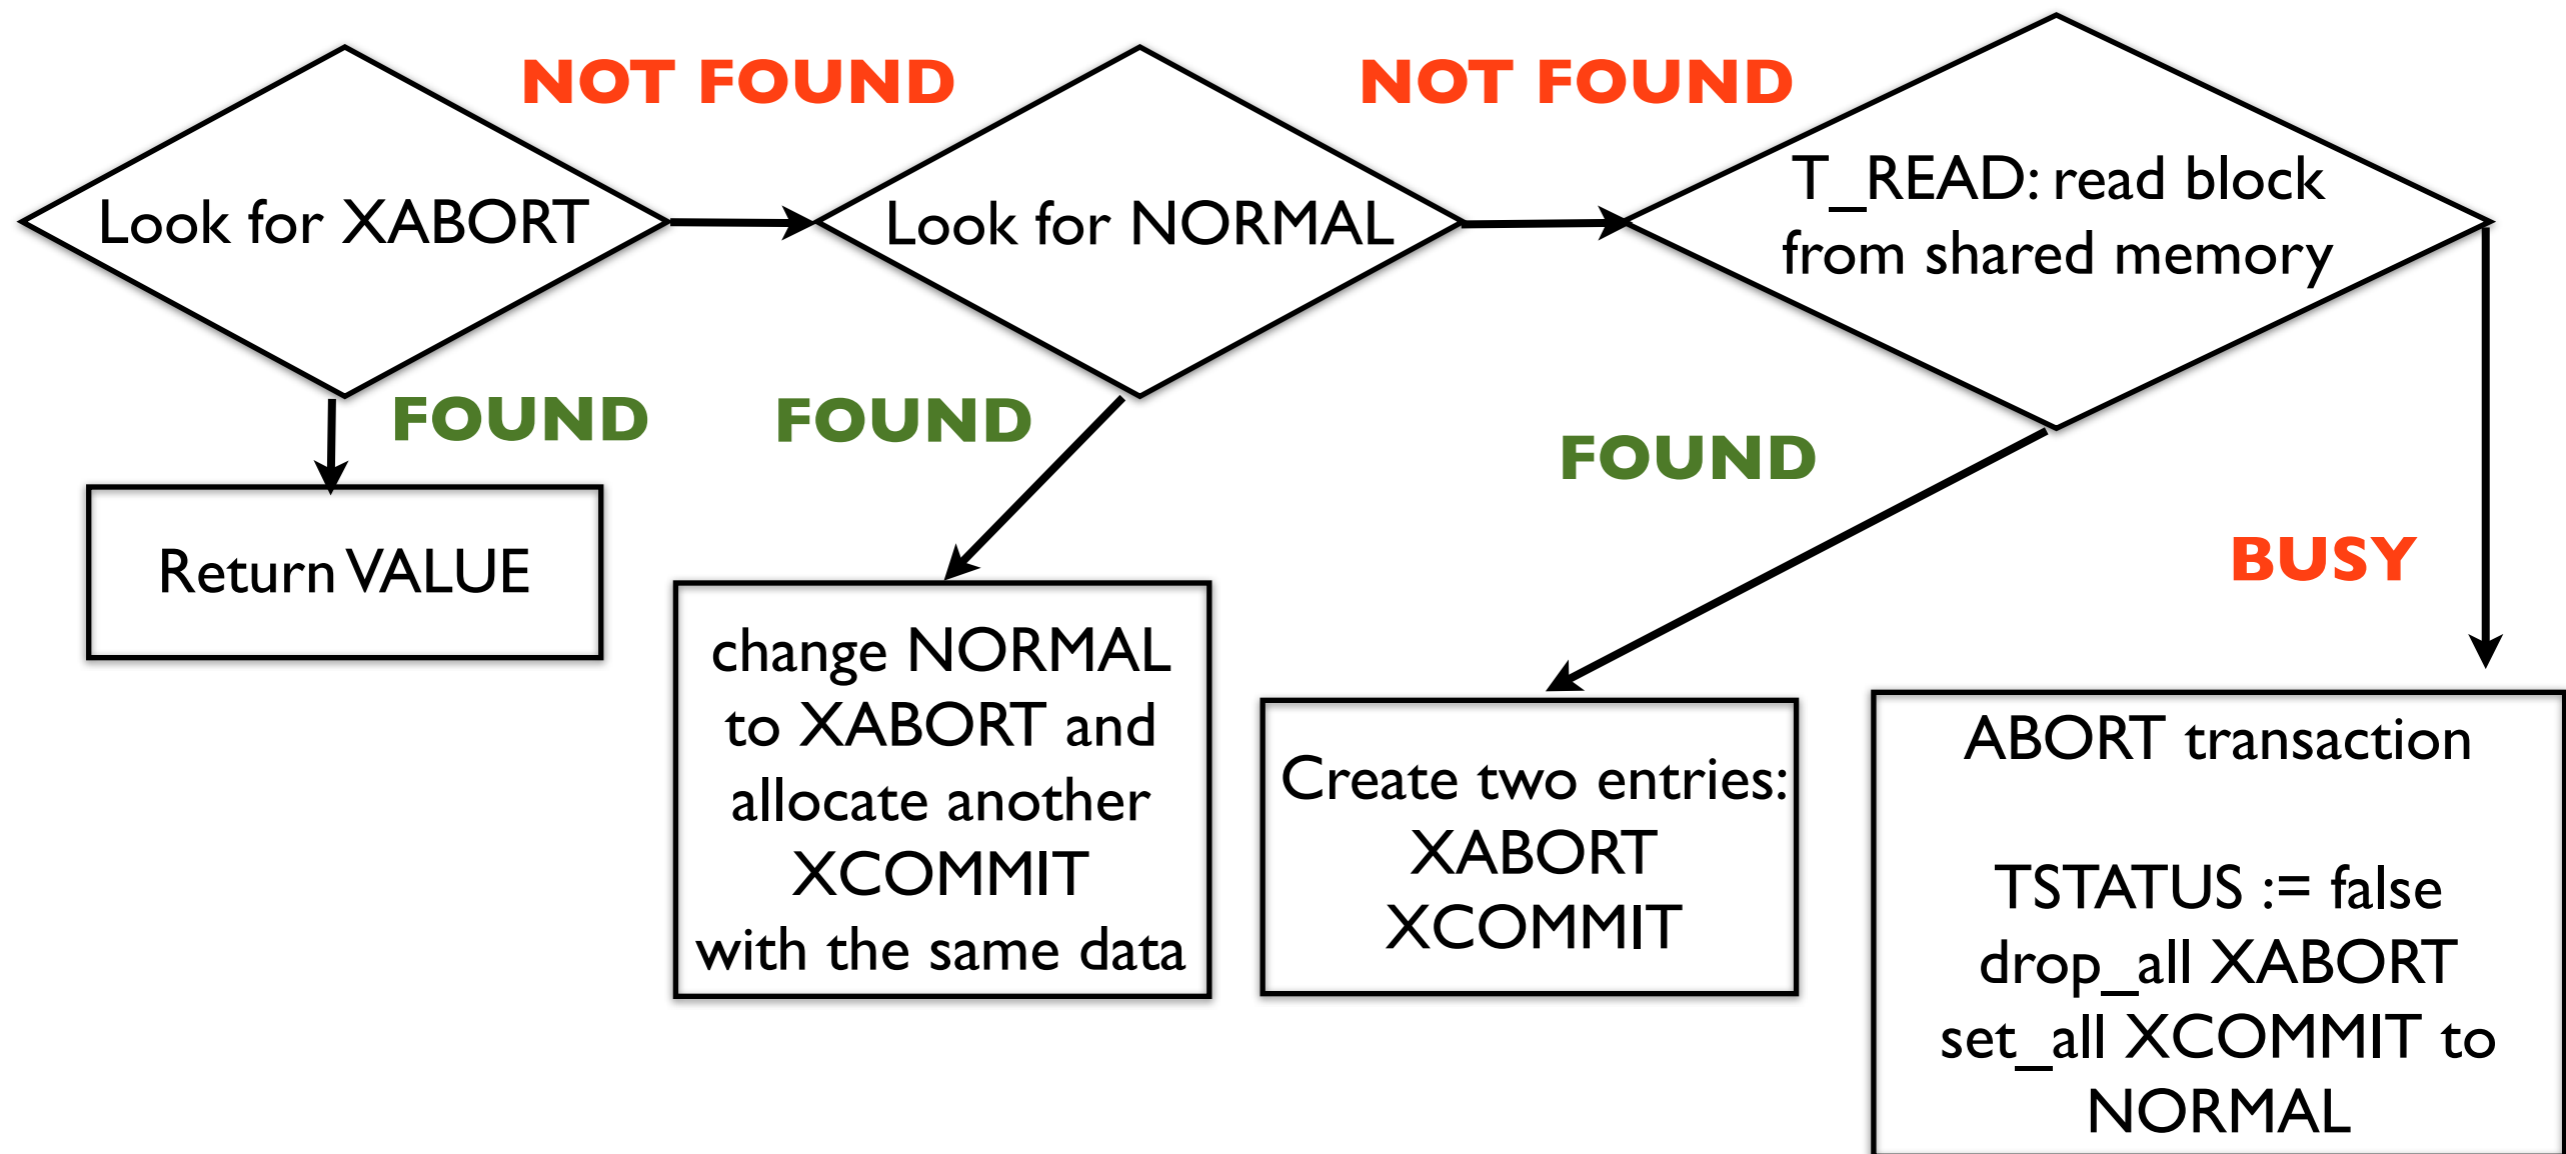 NOT FOUND
NOT FOUND
Look for XABORT
Look for NORMAL
T_READ: read block
from shared memory
FOUND
FOUND
FOUND
BUSY
Return VALUE
change NORMAL
to XABORT and
allocate another
XCOMMIT
with the same data
Create two entries:
XABORT
XCOMMIT
ABORT transaction
TSTATUS := false
drop_all XABORT
set_all XCOMMIT to
NORMAL